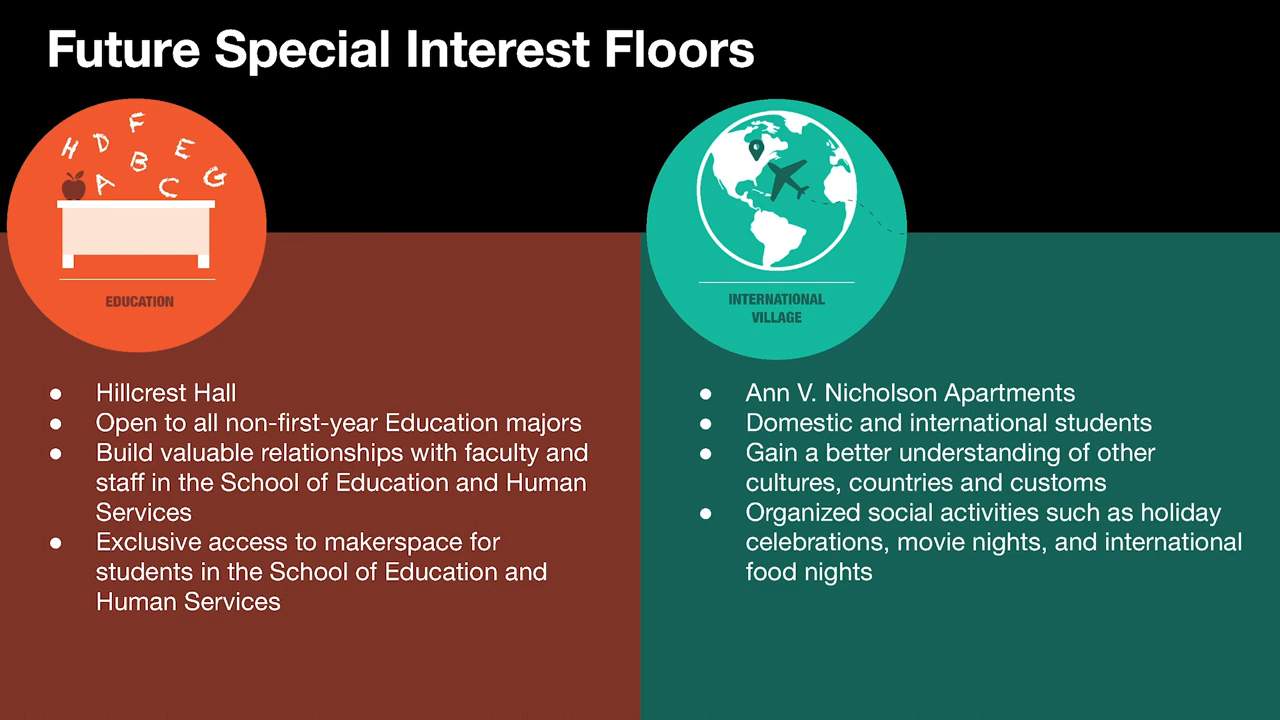 Future Special Interest Floors
H D F B E A C G
EDUCATION
● Hillcrest Hall
● Open to all non-first-year Education majors
● Build valuable relationships with faculty and
staff in the School of Education and Human
Services
● Exclusive access to makerspace for
students in the School of Education and
Human Services
INTERNATIONAL
VILLAGE
● Ann V. Nicholson Apartments
● Domestic and international students
● Gain a better understanding of other
cultures, countries and customs
● Organized social activities such as holiday
celebrations, movie nights, and international
food nights